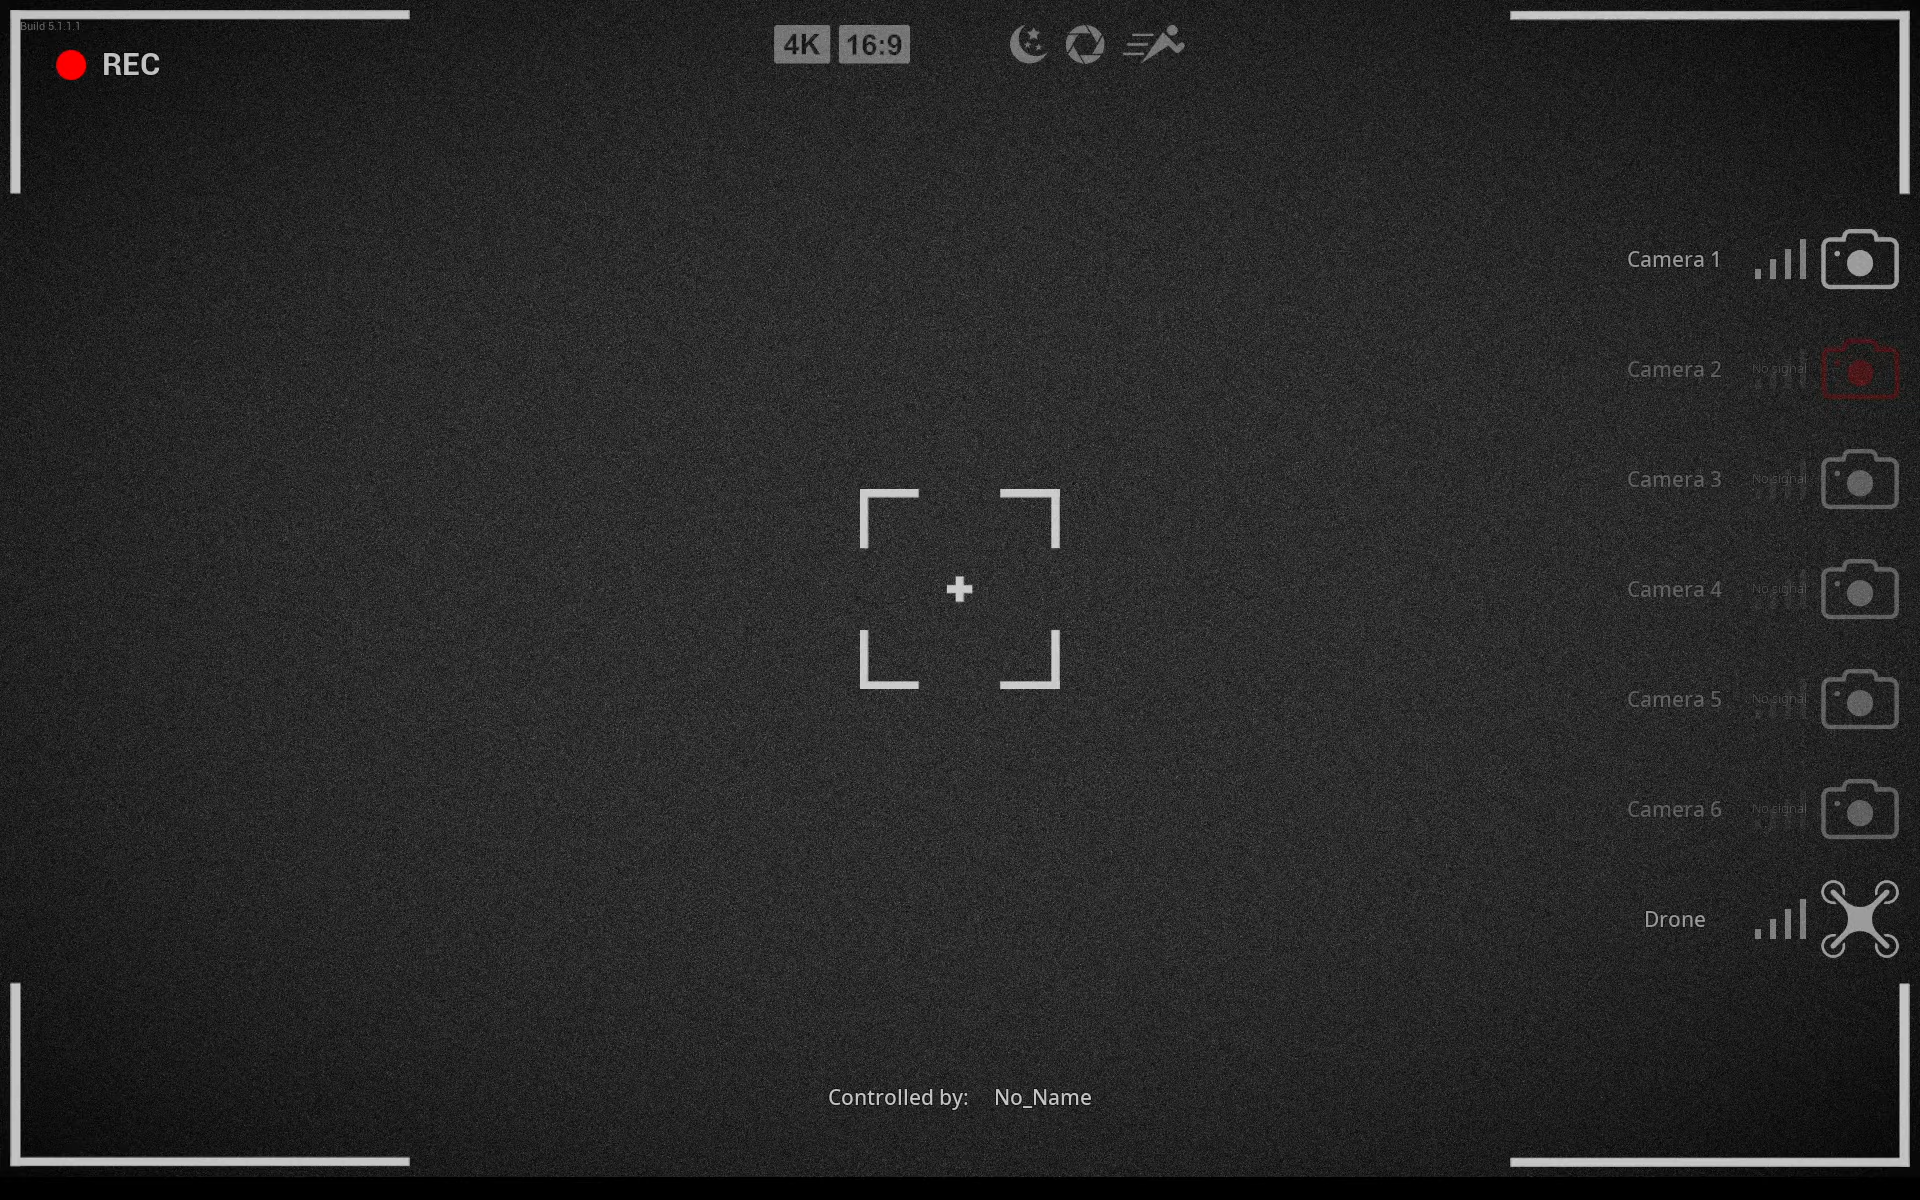 Build 5.1.1.1
REC
4K 16:9
Camera 1
Camera 2 No signal
Camera 3 No signal
Camera 4 No signal
Camera 5 No signal
Camera 6 No signal
Drone
Controlled by: No_Name